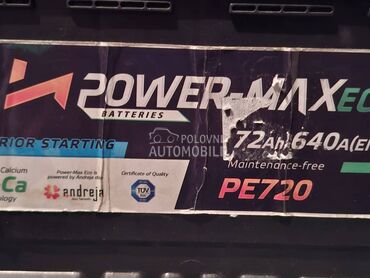 POWER-MAX EC
BATTERIES
POLOVNI
AUTOMOBILI
72Ah 640A(E
RIOR STARTING
Maintenance-free
PE720
Calcium
Ca
ology
Power-Max Eco is
powered by Andreja
andreja
Certificate of Quality
TÜV